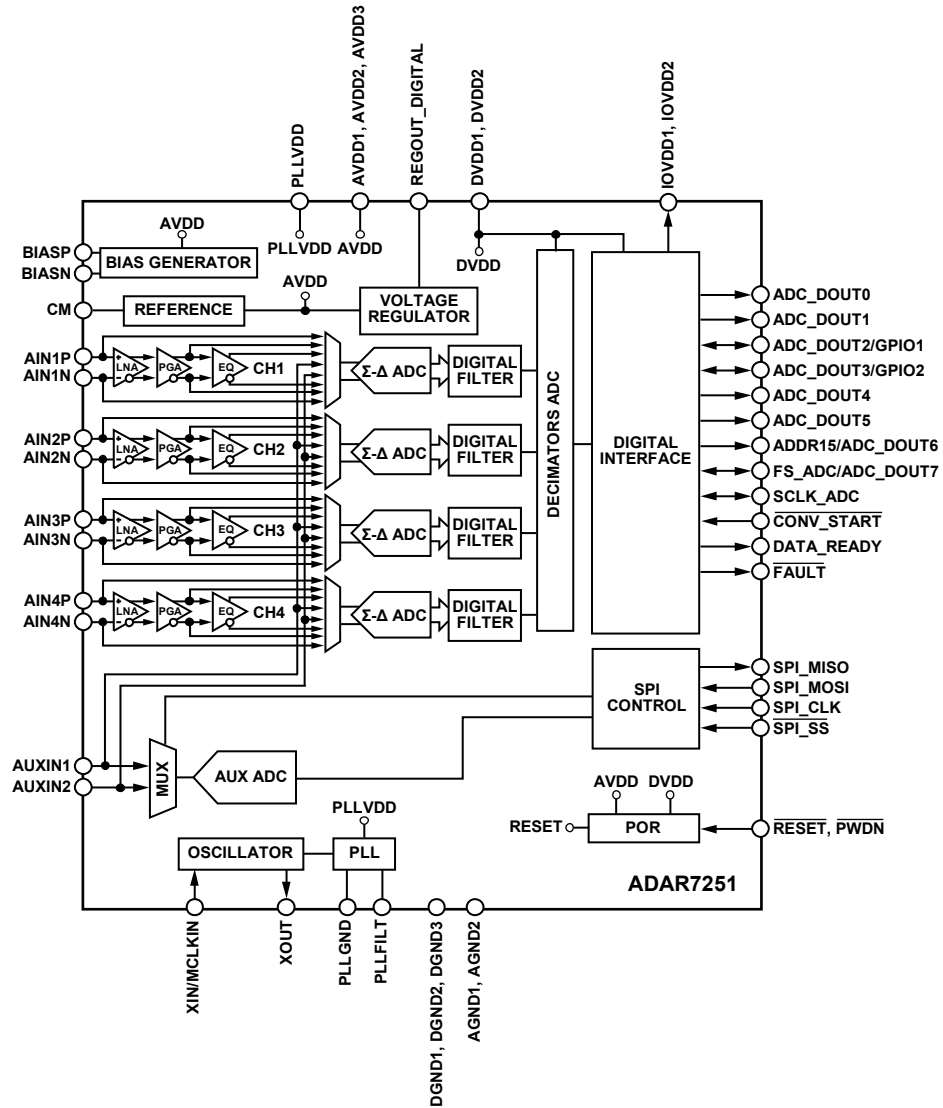 PLLVDD
AVDD1, AVDD2, AVDD3
REGOUT_DIGITAL
DVDD1, DVDD2
IOVDD1, IOVDD2
AVDD
PLLVDD
AVDD
DVDD
BIASP
BIASN
BIAS GENERATOR
AVDD
CM
REFERENCE
VOLTAGE
REGULATOR
AIN1P
AIN1N
+
−
LNA
PGA
EQ
CH1
Σ-Δ ADC
DIGITAL
FILTER
AIN2P
AIN2N
+
−
LNA
PGA
EQ
CH2
Σ-Δ ADC
DIGITAL
FILTER
AIN3P
AIN3N
+
−
LNA
PGA
EQ
CH3
Σ-Δ ADC
DIGITAL
FILTER
AIN4P
AIN4N
+
−
LNA
PGA
EQ
CH4
Σ-Δ ADC
DIGITAL
FILTER
DECIMATORS ADC
DIGITAL
INTERFACE
ADC_DOUT0
ADC_DOUT1
ADC_DOUT2/GPIO1
ADC_DOUT3/GPIO2
ADC_DOUT4
ADC_DOUT5
ADDR15/ADC_DOUT6
FS_ADC/ADC_DOUT7
SCLK_ADC
CONV_START
DATA_READY
FAULT
SPI
CONTROL
SPI_MISO
SPI_MOSI
SPI_CLK
SPI_SS
AUXIN1
AUXIN2
MUX
AUX ADC
AVDD
DVDD
RESET
POR
RESET, PWDN
PLLVDD
OSCILLATOR
PLL
ADAR7251
XIN/MCLKIN
XOUT
PLLGND
PLLFILT
DGND1, DGND2, DGND3
AGND1, AGND2